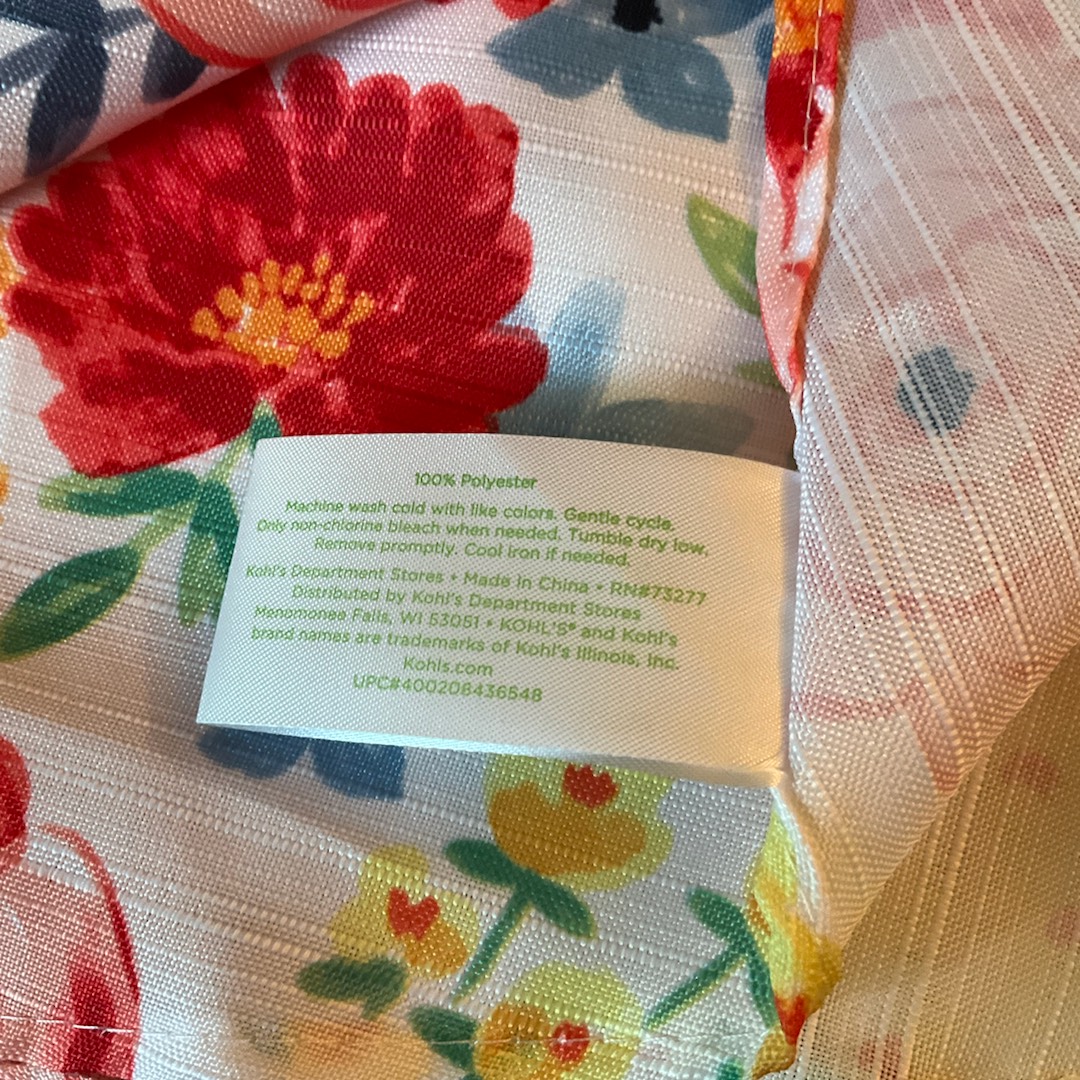 100% Polyester
Machine wash cold with like colors. Gentle cycle.
Only non-chlorine bleach when needed. Tumble dry low.
Remove promptly. Cool iron if needed.
Kohl's Department Stores • Made in China • RN#73277
Distributed by Kohl's Department Stores
Menomonee Falls, WI 53051 • KOHL'S® and Kohl's
brand names are trademarks of Kohl's Illinois, Inc.
Kohls.com
UPC#400208436548